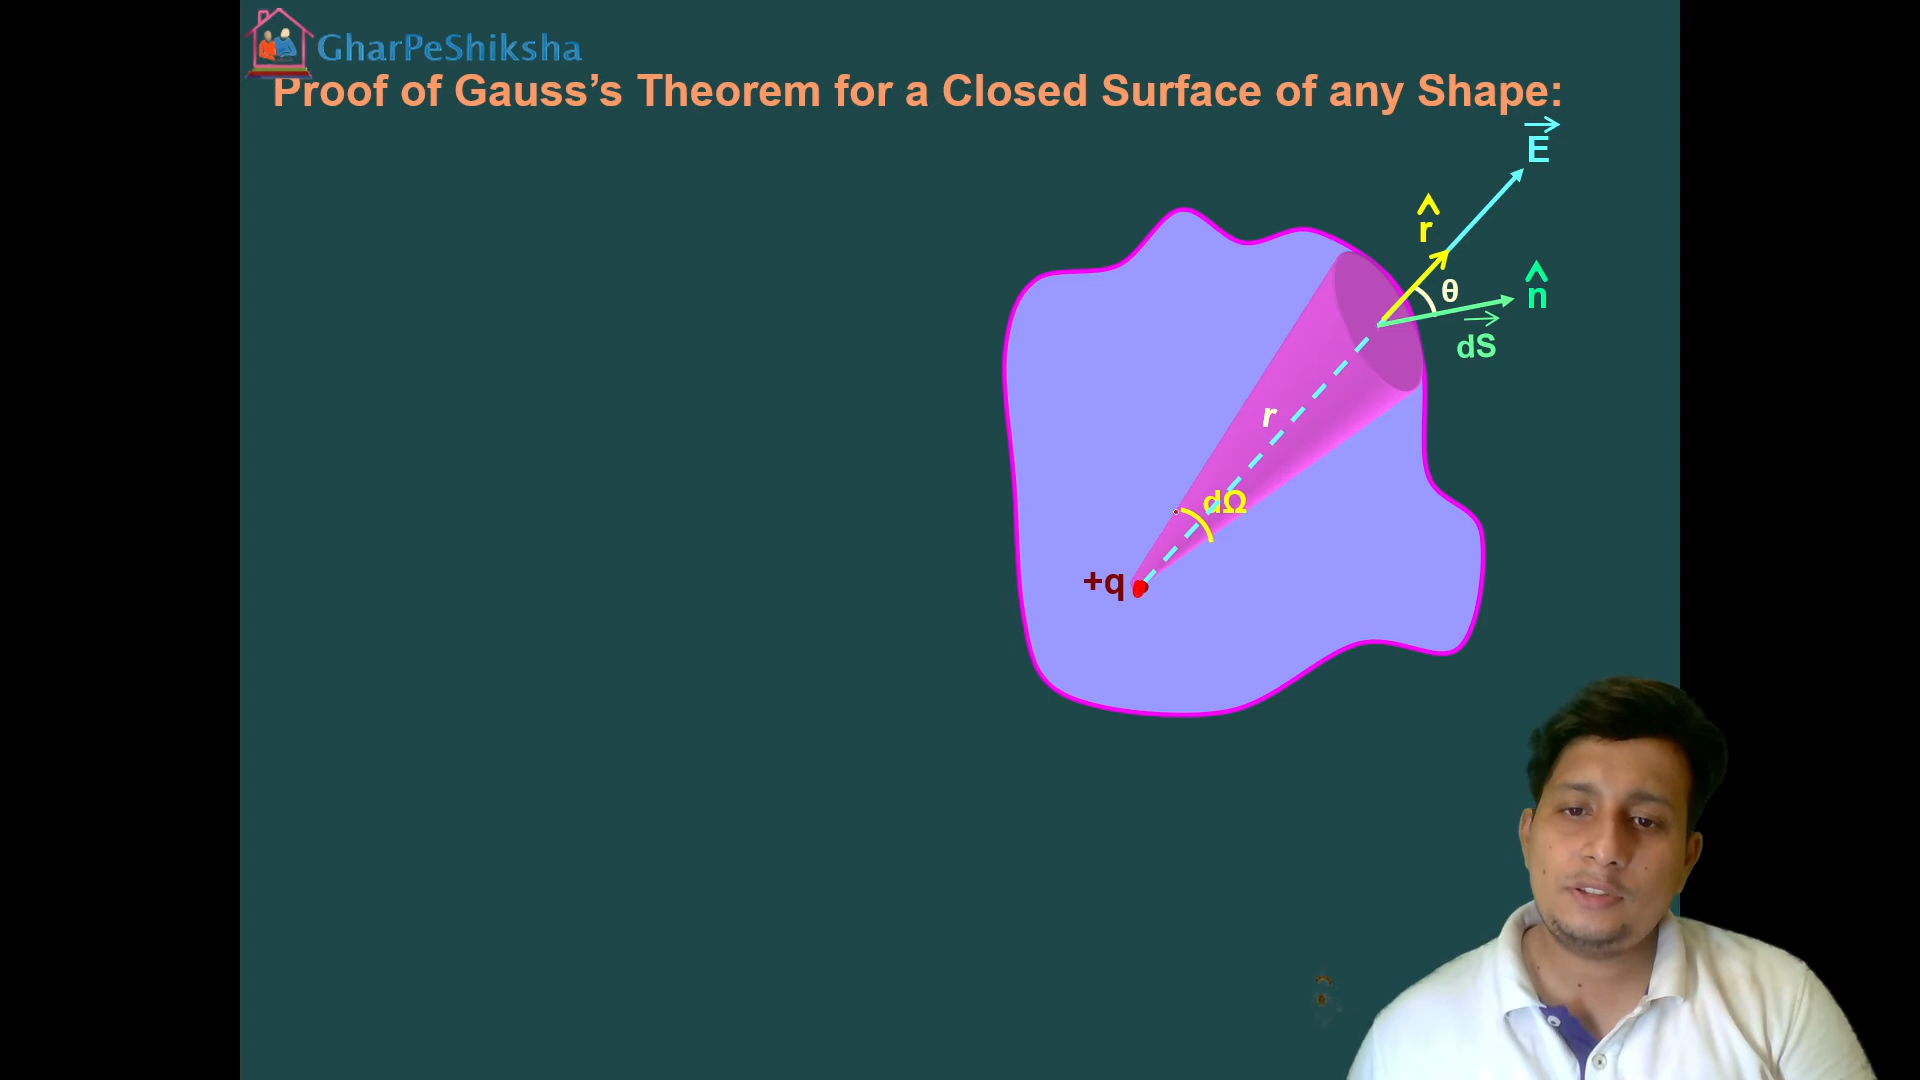 GharPeShiksha
Proof of Gauss’s Theorem for a Closed Surface of any Shape:
E
r
θ
n
dS
r
dΩ
+q